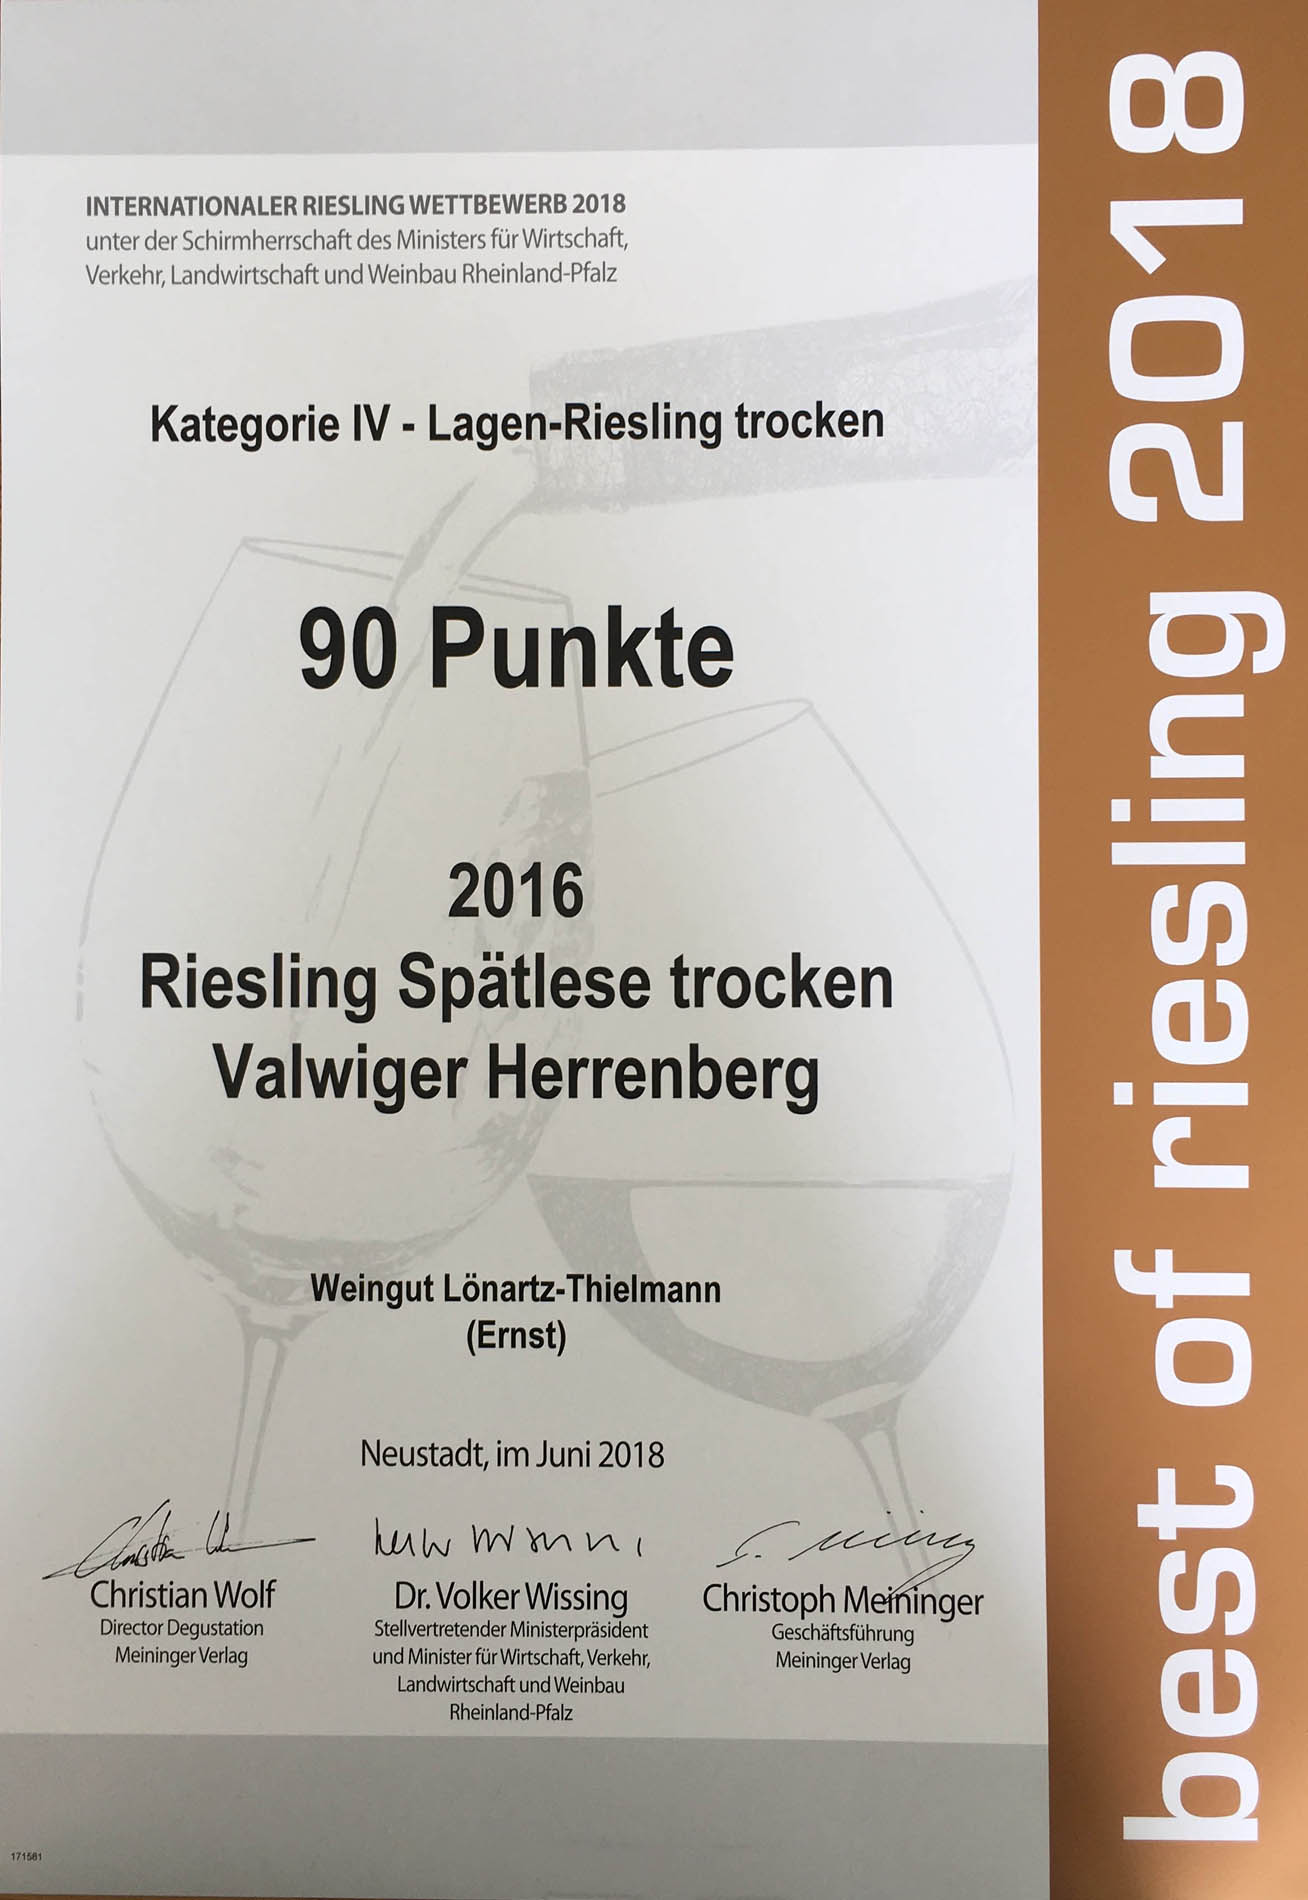 INTERNATIONALER RIESLING WETTBEWERB 2018
unter der Schirmherrschaft des Ministers für Wirtschaft,
Verkehr, Landwirtschaft und Weinbau Rheinland-Pfalz
Kategorie IV - Lagen-Riesling trocken
90 Punkte
2016
Riesling Spätlese trocken
Valwiger Herrenberg
Weingut Lönartz-Thielmann
(Ernst)
Neustadt, im Juni 2018
Christian Wolf
Director Degustation
Meininger Verlag
Dr. Volker Wissing
Stellvertretender Ministerpräsident
und Minister für Wirtschaft, Verkehr,
Landwirtschaft und Weinbau
Rheinland-Pfalz
Christoph Meininger
Geschäftsführung
Meininger Verlag
171561
best of riesling 2018